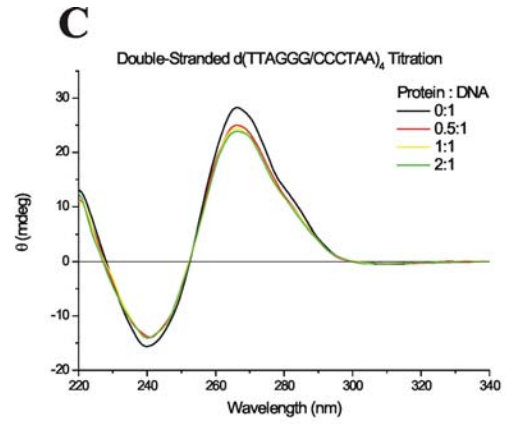 C
Double-Stranded d(TTAGGG/CCCTAA)₄ Titration
Protein : DNA
0:1
0.5:1
1:1
2:1
30
20
10
0
-10
-20
θ (mdeg)
220 240 260 280 300 320 340
Wavelength (nm)